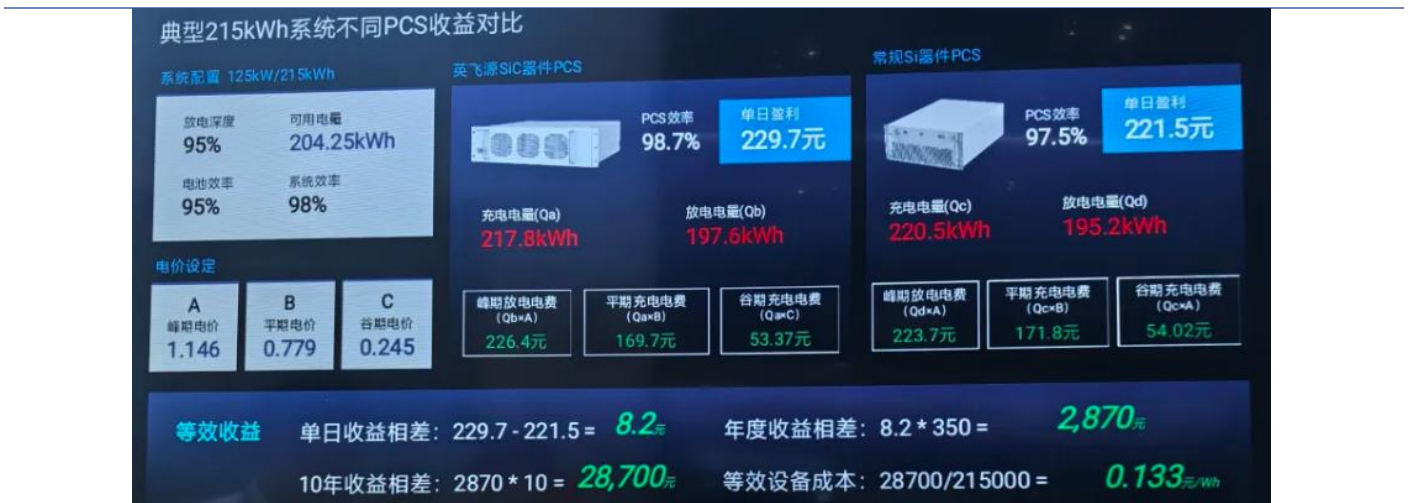 典型215kWh系统不同PCS收益对比
系统配置 125kW/215kWh
放电深度
95%
可用电量
204.25kWh
电池效率
95%
系统效率
98%
电价设定
A
峰期电价
1.146
B
平期电价
0.779
C
谷期电价
0.245
英飞源SiC器件PCS
PCS效率
98.7%
单日盈利
229.7元
充电电量(Qa)
217.8kWh
放电电量(Qb)
197.6kWh
峰期放电电费
(Qb×A)
226.4元
平期充电电费
(Qa×B)
169.7元
谷期充电电费
(Qa×C)
53.37元
常规Si器件PCS
PCS效率
97.5%
单日盈利
221.5元
充电电量(Qc)
220.5kWh
放电电量(Qd)
195.2kWh
峰期放电电费
(Qd×A)
223.7元
平期充电电费
(Qc×B)
171.8元
谷期充电电费
(Qc×A)
54.02元
等效收益
单日收益相差: 229.7 - 221.5 = 8.2元
年度收益相差: 8.2 * 350 = 2,870元
10年收益相差: 2870 * 10 = 28,700元
等效设备成本: 28700/215000 = 0.133元/Wh